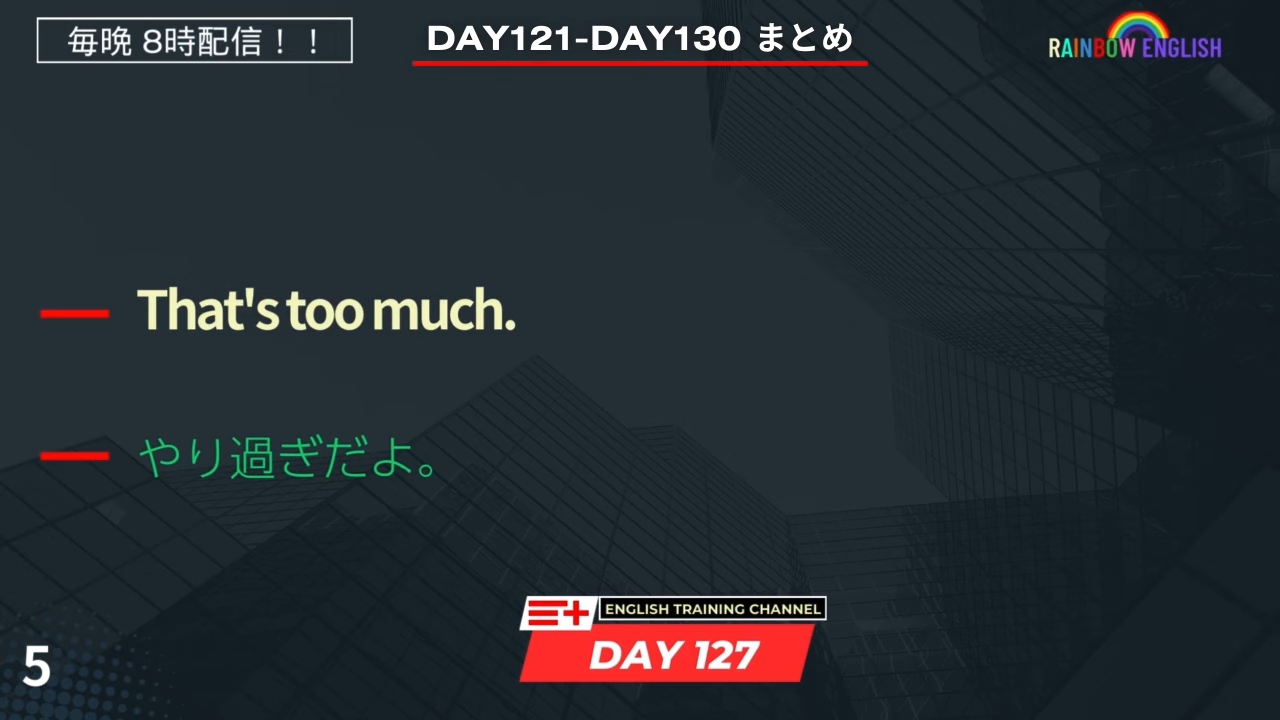 毎晩 8時配信！！
DAY121-DAY130 まとめ
RAINBOW ENGLISH
That's too much.
やり過ぎだよ。
ENGLISH TRAINING CHANNEL
DAY 127
5